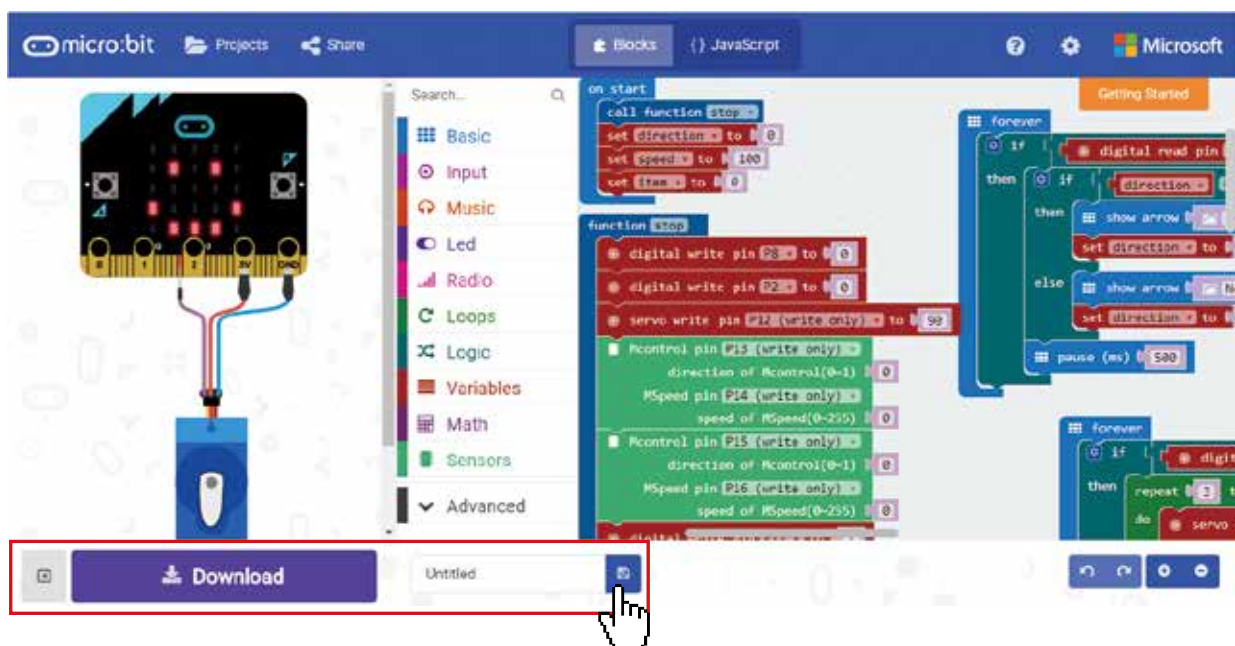 micro:bit Projects Share Blocks {} JavaScript ? Microsoft
Getting Started
0 1 2 3V GND
Search...
Basic
Input
Music
Led
Radio
Loops
Logic
Variables
Math
Sensors
Advanced
on start
call function stop
set direction to 0
set speed to 100
set item to 0
function stop
digital write pin P8 to 0
digital write pin P2 to 0
servo write pin P12 (write only) to 90
Mcontrol pin P13 (write only)
direction of Mcontrol(0~1) 0
MSpeed pin P14 (write only)
speed of MSpeed(0~255) 0
Mcontrol pin P15 (write only)
direction of Mcontrol(0~1) 0
MSpeed pin P16 (write only)
speed of MSpeed(0~255) 0
digital
forever
if digital read pin
then if direction
then show arrow
set direction to
else show arrow
set direction to
pause (ms) 500
forever
if digit
then repeat
do servo
Download
Untitled